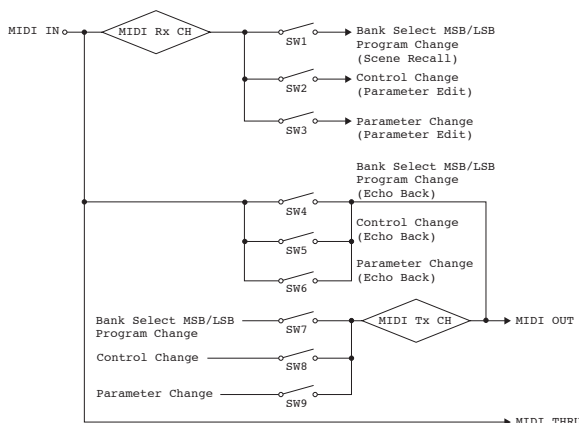 MIDI IN
MIDI Rx CH
SW1
Bank Select MSB/LSB
Program Change
(Scene Recall)
SW2
Control Change
(Parameter Edit)
SW3
Parameter Change
(Parameter Edit)
Bank Select MSB/LSB
Program Change
(Echo Back)
SW4
Control Change
(Echo Back)
SW5
Parameter Change
(Echo Back)
SW6
Bank Select MSB/LSB
Program Change
SW7
MIDI Tx CH
MIDI OUT
Control Change
SW8
Parameter Change
SW9
MIDI THRU